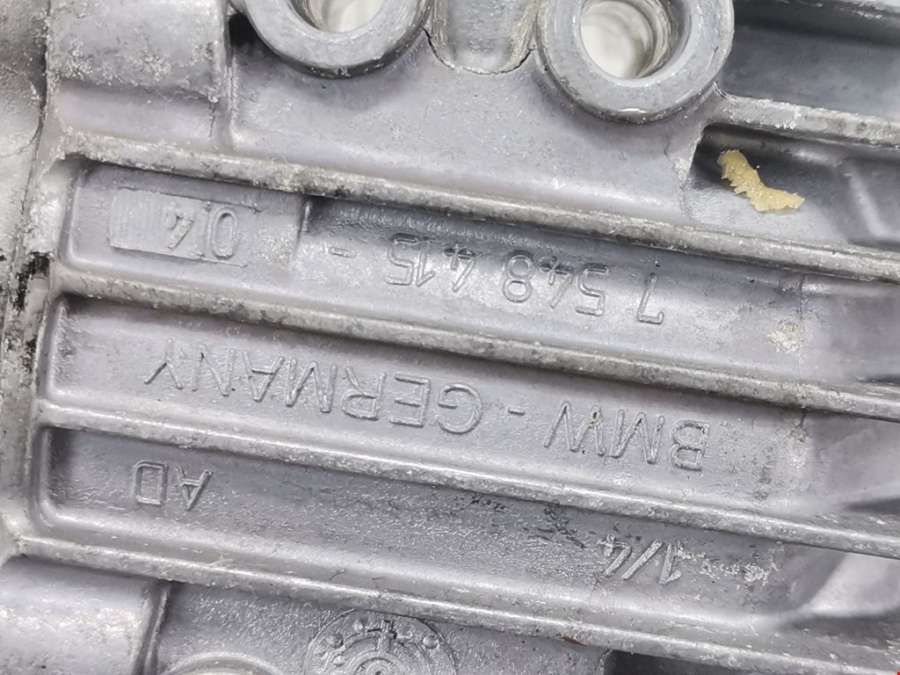 1/4 AD
BMW - GERMANY
7 548 415 - 04